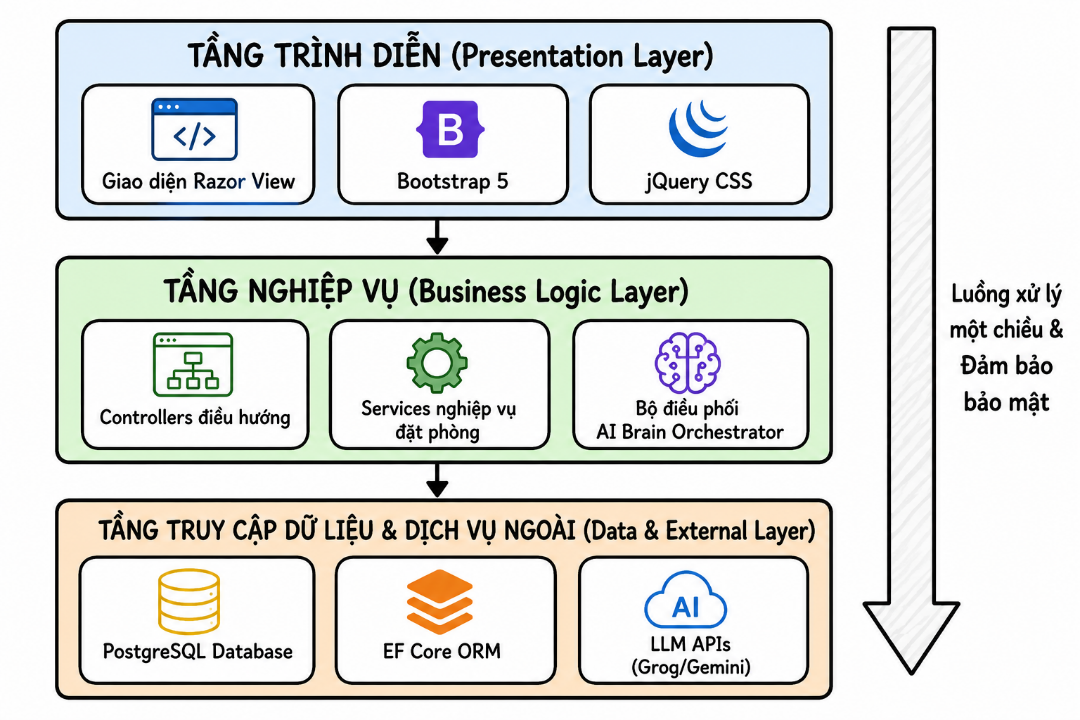 TẦNG TRÌNH DIỄN (Presentation Layer)
</>
Giao diện Razor View
B
Bootstrap 5
jQuery CSS
TẦNG NGHIỆP VỤ (Business Logic Layer)
Controllers điều hướng
Services nghiệp vụ
đặt phòng
Bộ điều phối
AI Brain Orchestrator
TẦNG TRUY CẬP DỮ LIỆU & DỊCH VỤ NGOÀI (Data & External Layer)
PostgreSQL Database
EF Core ORM
AI
LLM APIs
(Grog/Gemini)
Luồng xử lý
một chiều &
Đảm bảo
bảo mật